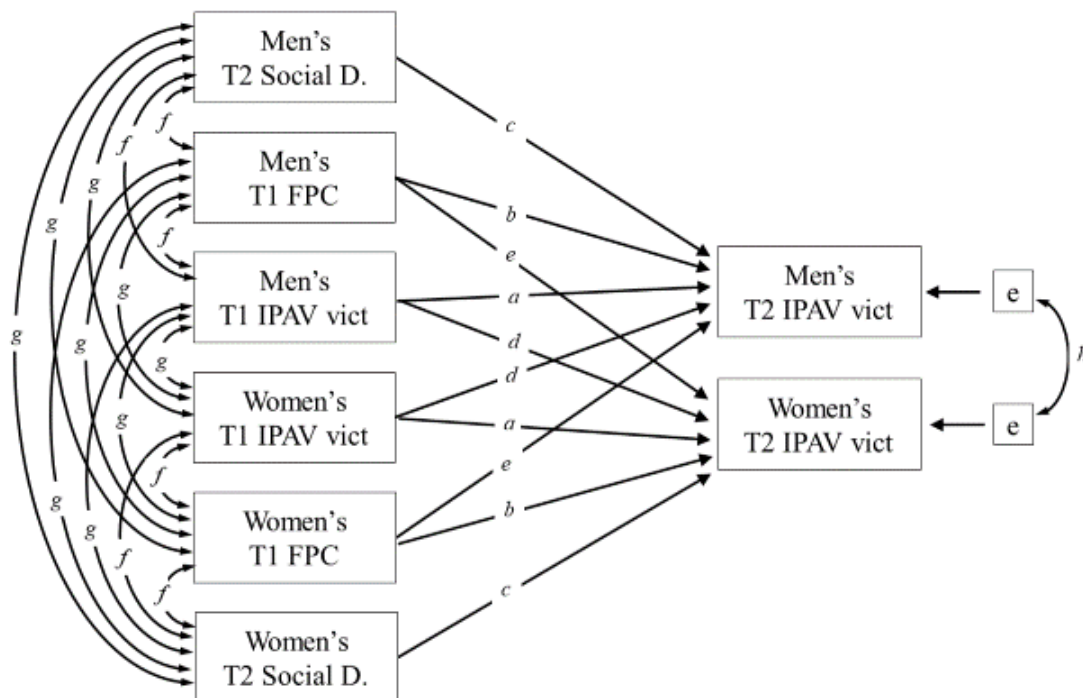 Men's
T2 Social D.
Men's
T1 FPC
Men's
T1 IPAV vict
Women's
T1 IPAV vict
Women's
T1 FPC
Women's
T2 Social D.
f
f
g
g
f
g
g
g
g
g
g
f
g
g
f
f
c
b
e
a
d
d
a
e
b
c
Men's
T2 IPAV vict
Women's
T2 IPAV vict
e
e